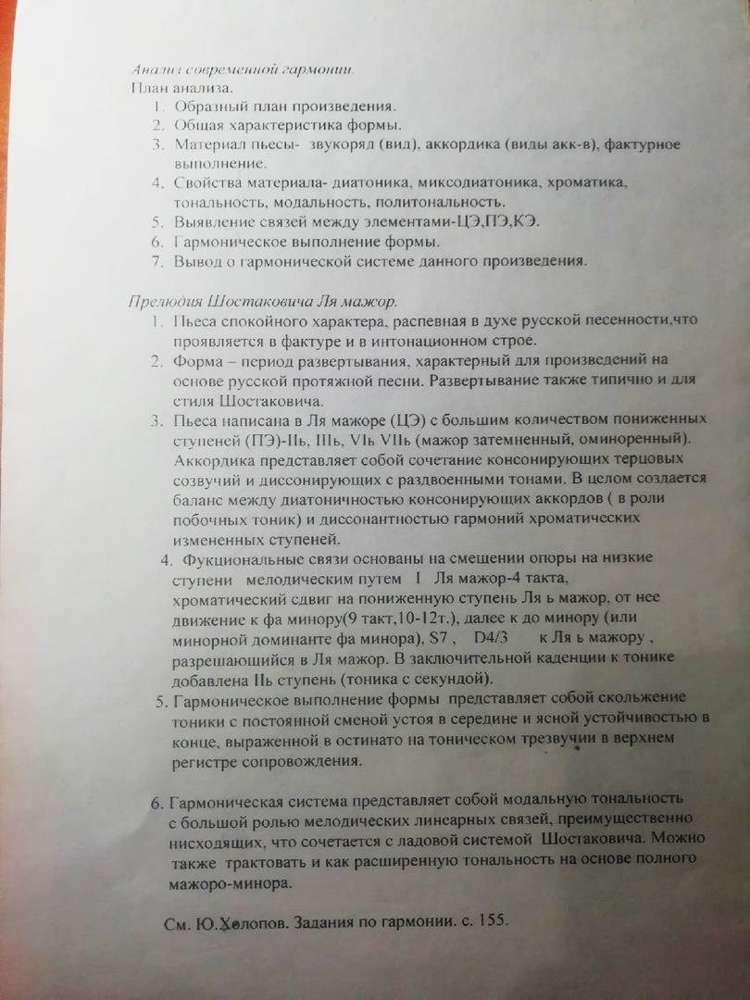 Анализ современной гармонии.
План анализа.
1. Образный план произведения.
2. Общая характеристика формы.
3. Материал пьесы- звукоряд (вид), аккордика (виды акк-в), фактурное
выполнение.
4. Свойства материала- диатоника, миксодиатоника, хроматика,
тональность, модальность, политональность.
5. Выявление связей между элементами-ЦЭ,ПЭ,КЭ.
6. Гармоническое выполнение формы.
7. Вывод о гармонической системе данного произведения.
Прелюдия Шостаковича Ля мажор.
1. Пьеса спокойного характера, распевная в духе русской песенности,что
проявляется в фактуре и в интонационном строе.
2. Форма – период развертывания, характерный для произведений на
основе русской протяжной песни. Развертывание также типично и для
стиля Шостаковича.
3. Пьеса написана в Ля мажоре (ЦЭ) с большим количеством пониженных
ступеней (ПЭ)-IIь, IIIь, VIь VIIь (мажор затемненный, оминоренный).
Аккордика представляет собой сочетание консонирующих терцовых
созвучий и диссонирующих с раздвоенными тонами. В целом создается
баланс между диатоничностью консонирующих аккордов ( в роли
побочных тоник) и диссонантностью гармоний хроматических
измененных ступеней.
4. Фукциональные связи основаны на смещении опоры на низкие
ступени мелодическим путем I Ля мажор-4 такта,
хроматический сдвиг на пониженную ступень Ля ь мажор, от нее
движение к фа минору(9 такт,10-12т.), далее к до минору (или
минорной доминанте фа минора), S7 , D4/3 к Ля ь мажору ,
разрешающийся в Ля мажор. В заключительной каденции к тонике
добавлена IIь ступень (тоника с секундой).
5. Гармоническое выполнение формы представляет собой скольжение
тоники с постоянной сменой устоя в середине и ясной устойчивостью в
конце, выраженной в остинато на тоническом трезвучии в верхнем
регистре сопровождения.
6. Гармоническая система представляет собой модальную тональность
с большой ролью мелодических линеарных связей, преимущественно
нисходящих, что сочетается с ладовой системой Шостаковича. Можно
также трактовать и как расширенную тональность на основе полного
мажоро-минора.
См. Ю.Холопов. Задания по гармонии. с. 155.